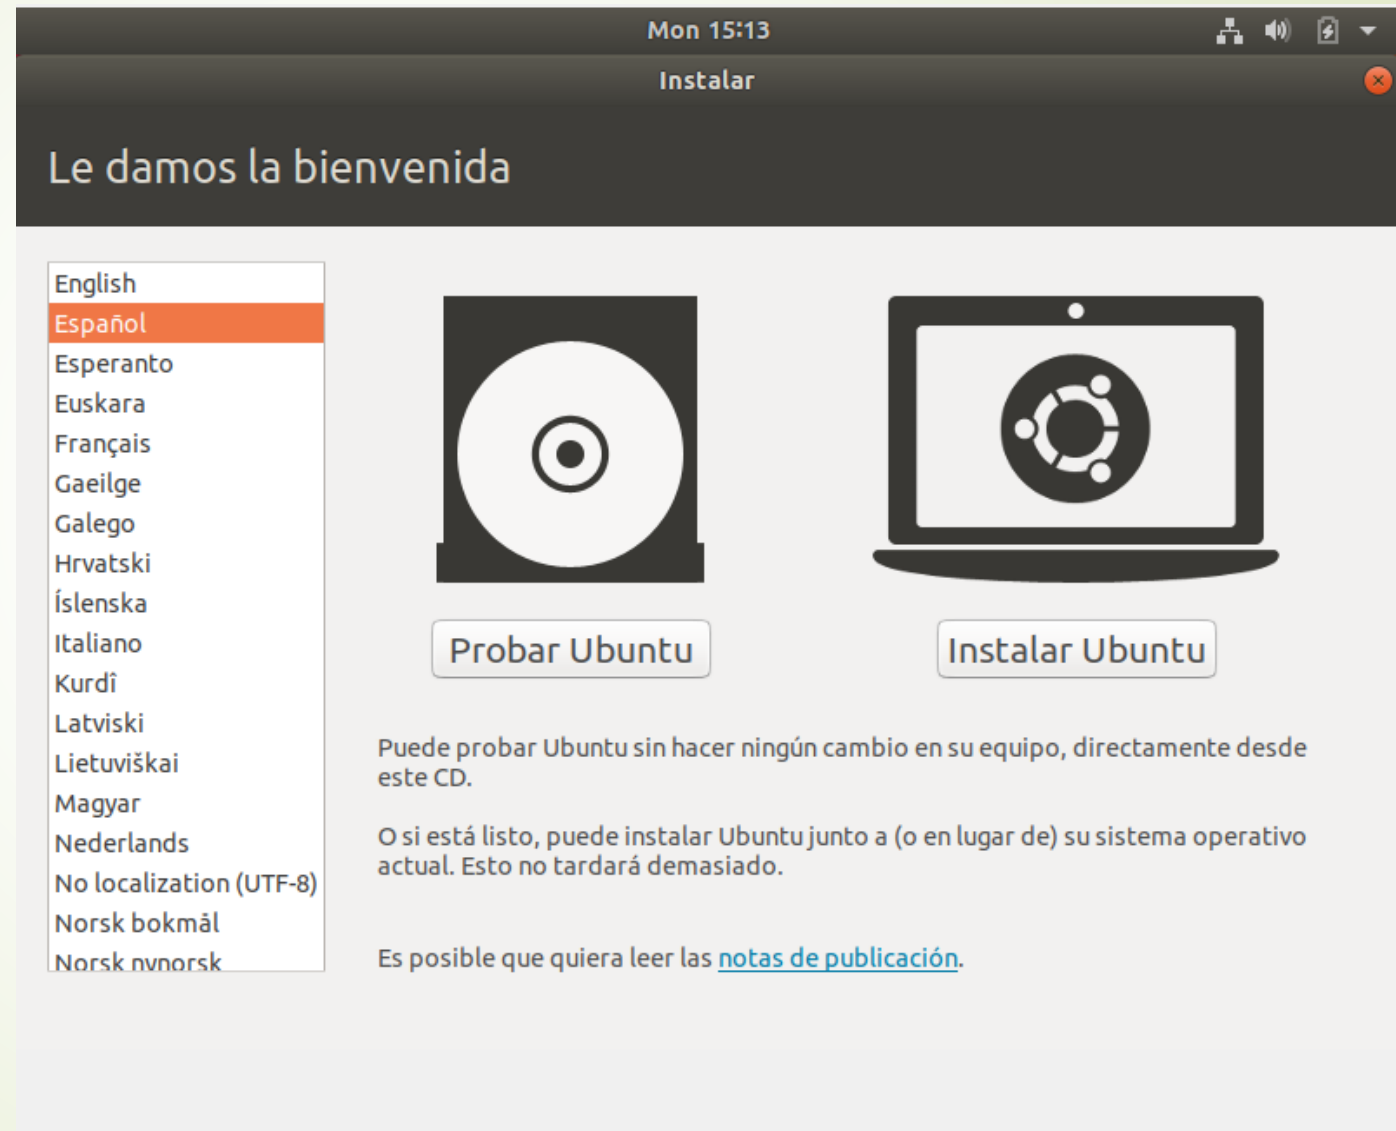 Mon 15:13
Instalar
Le damos la bienvenida
English
Español
Esperanto
Euskara
Français
Gaeilge
Galego
Hrvatski
Íslenska
Italiano
Kurdî
Latviski
Lietuviškai
Magyar
Nederlands
No localization (UTF-8)
Norsk bokmål
Norsk nynorsk
Probar Ubuntu
Instalar Ubuntu
Puede probar Ubuntu sin hacer ningún cambio en su equipo, directamente desde
este CD.
O si está listo, puede instalar Ubuntu junto a (o en lugar de) su sistema operativo
actual. Esto no tardará demasiado.
Es posible que quiera leer las notas de publicación.